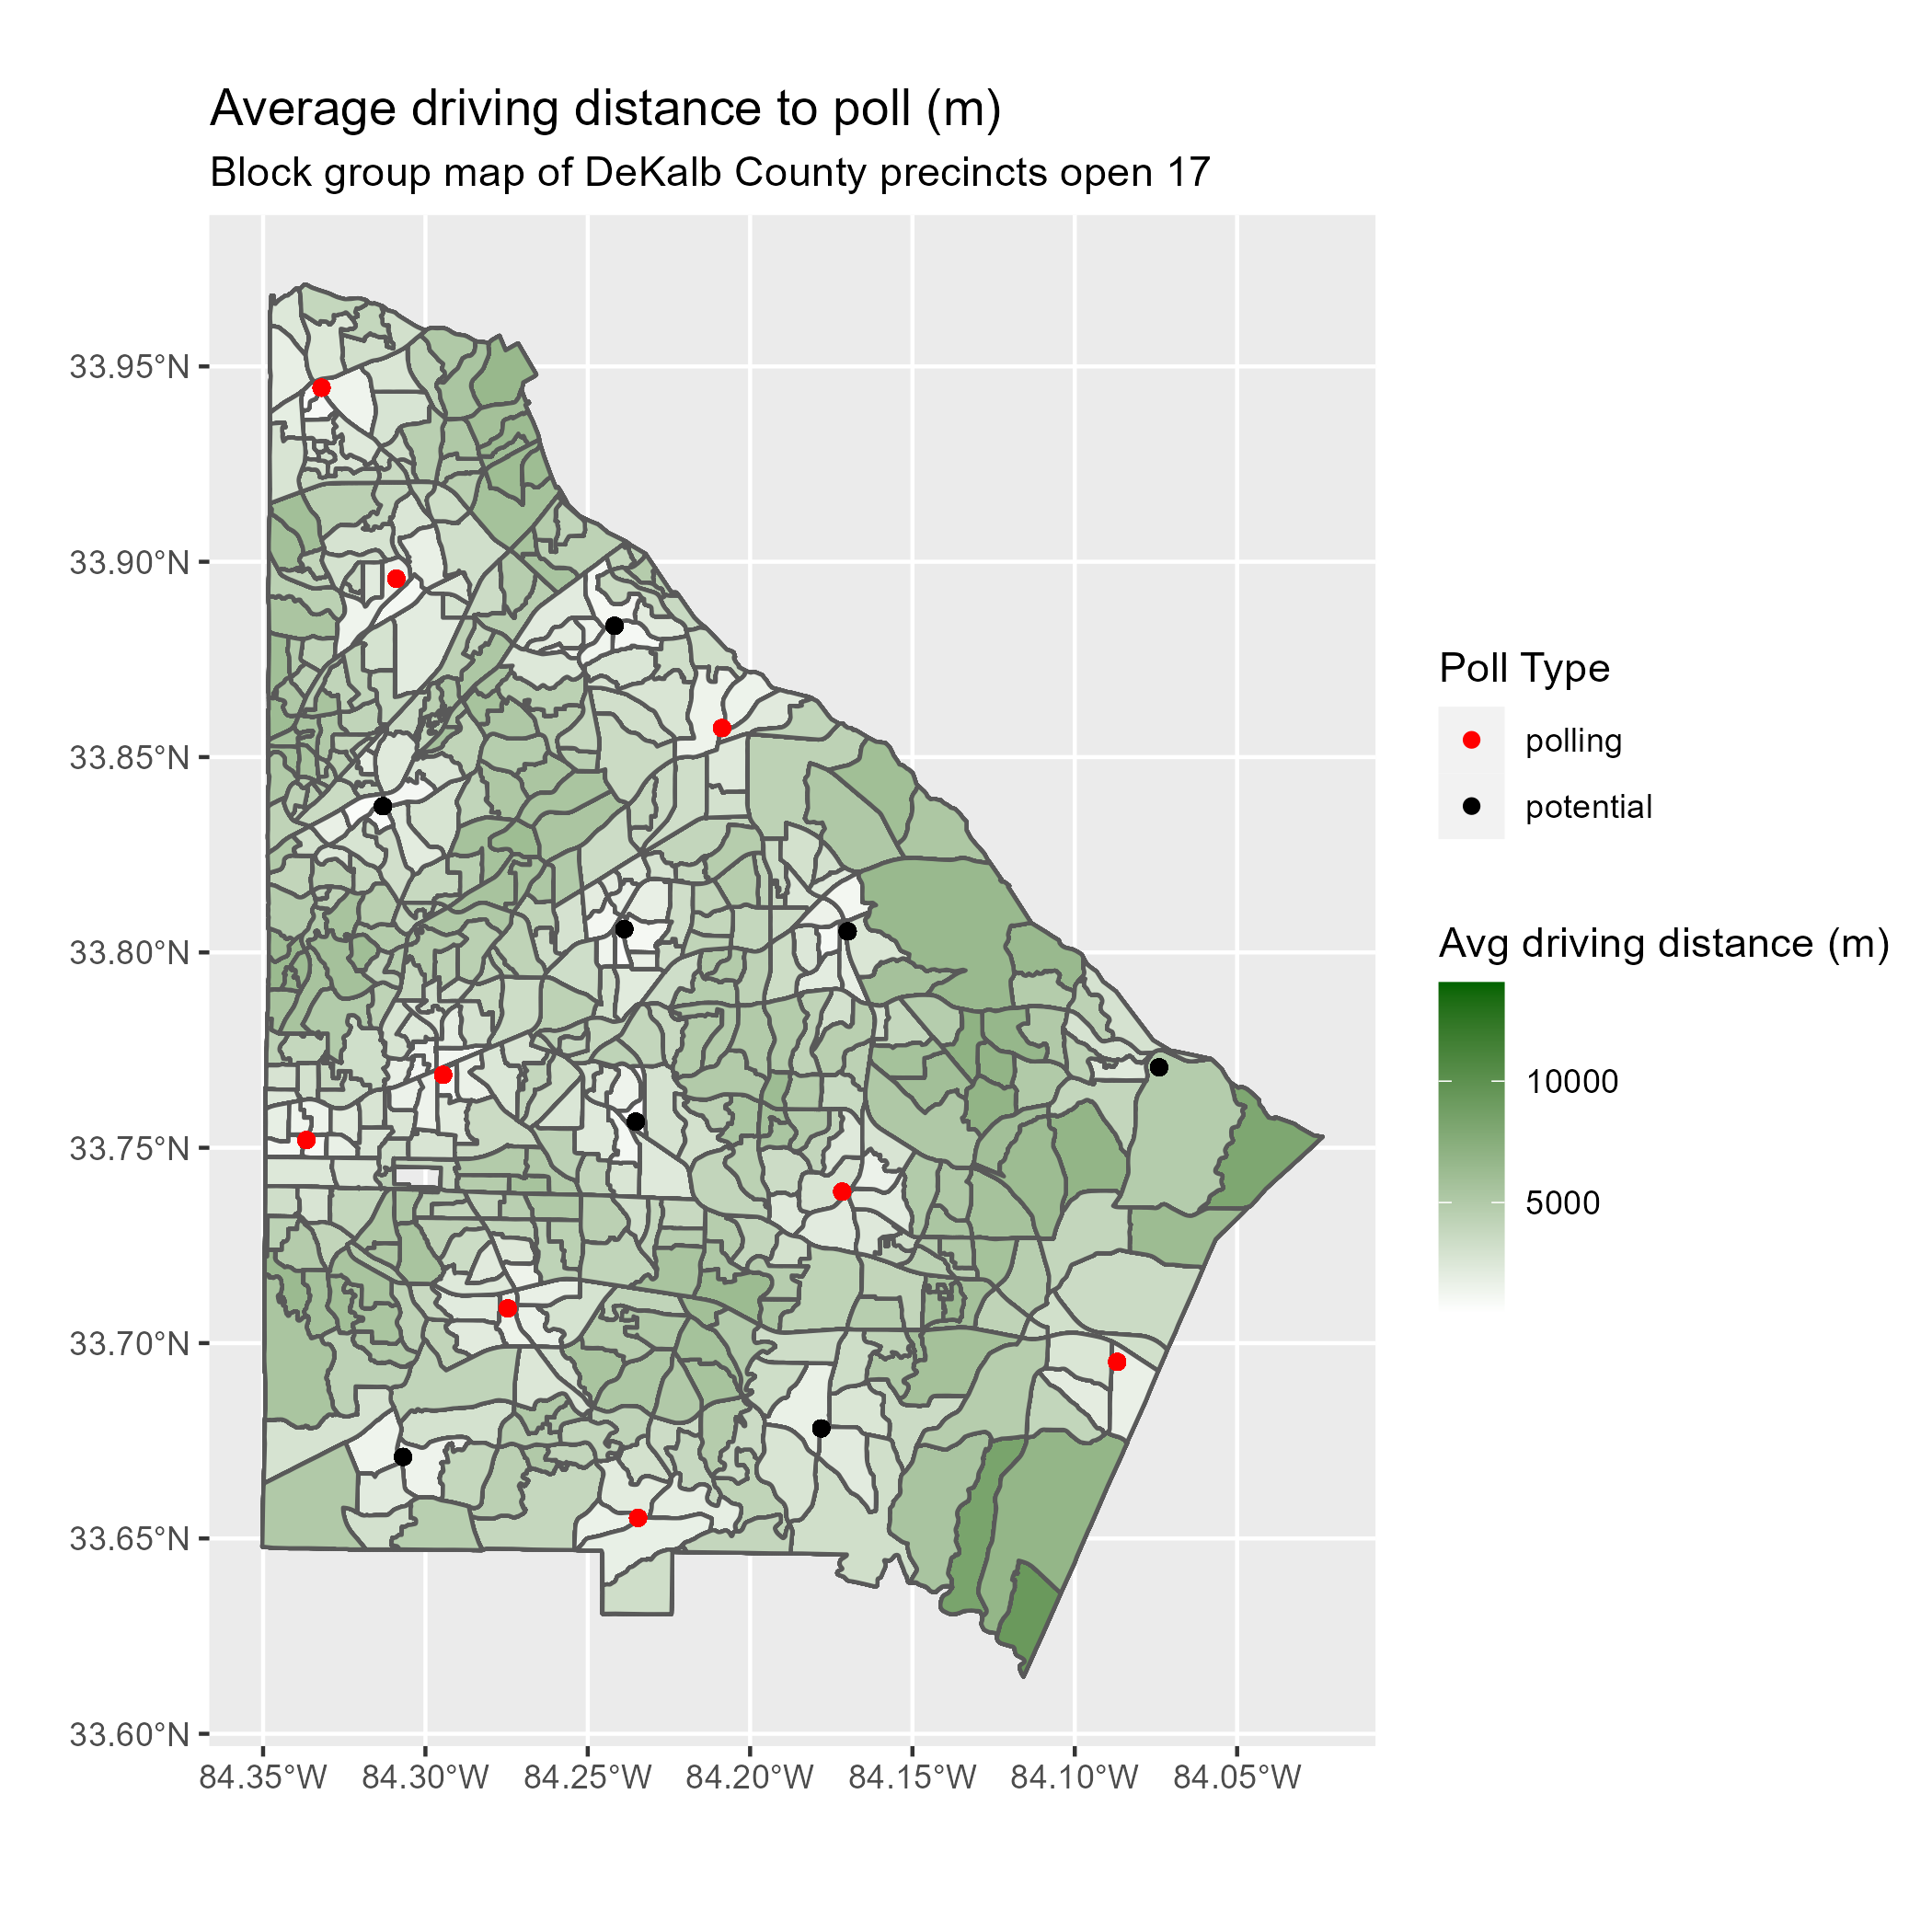 Average driving distance to poll (m)
Block group map of DeKalb County precincts open 17
33.95°N
33.90°N
33.85°N
33.80°N
33.75°N
33.70°N
33.65°N
33.60°N
84.35°W
84.30°W
84.25°W
84.20°W
84.15°W
84.10°W
84.05°W
Poll Type
polling
potential
Avg driving distance (m)
10000
5000